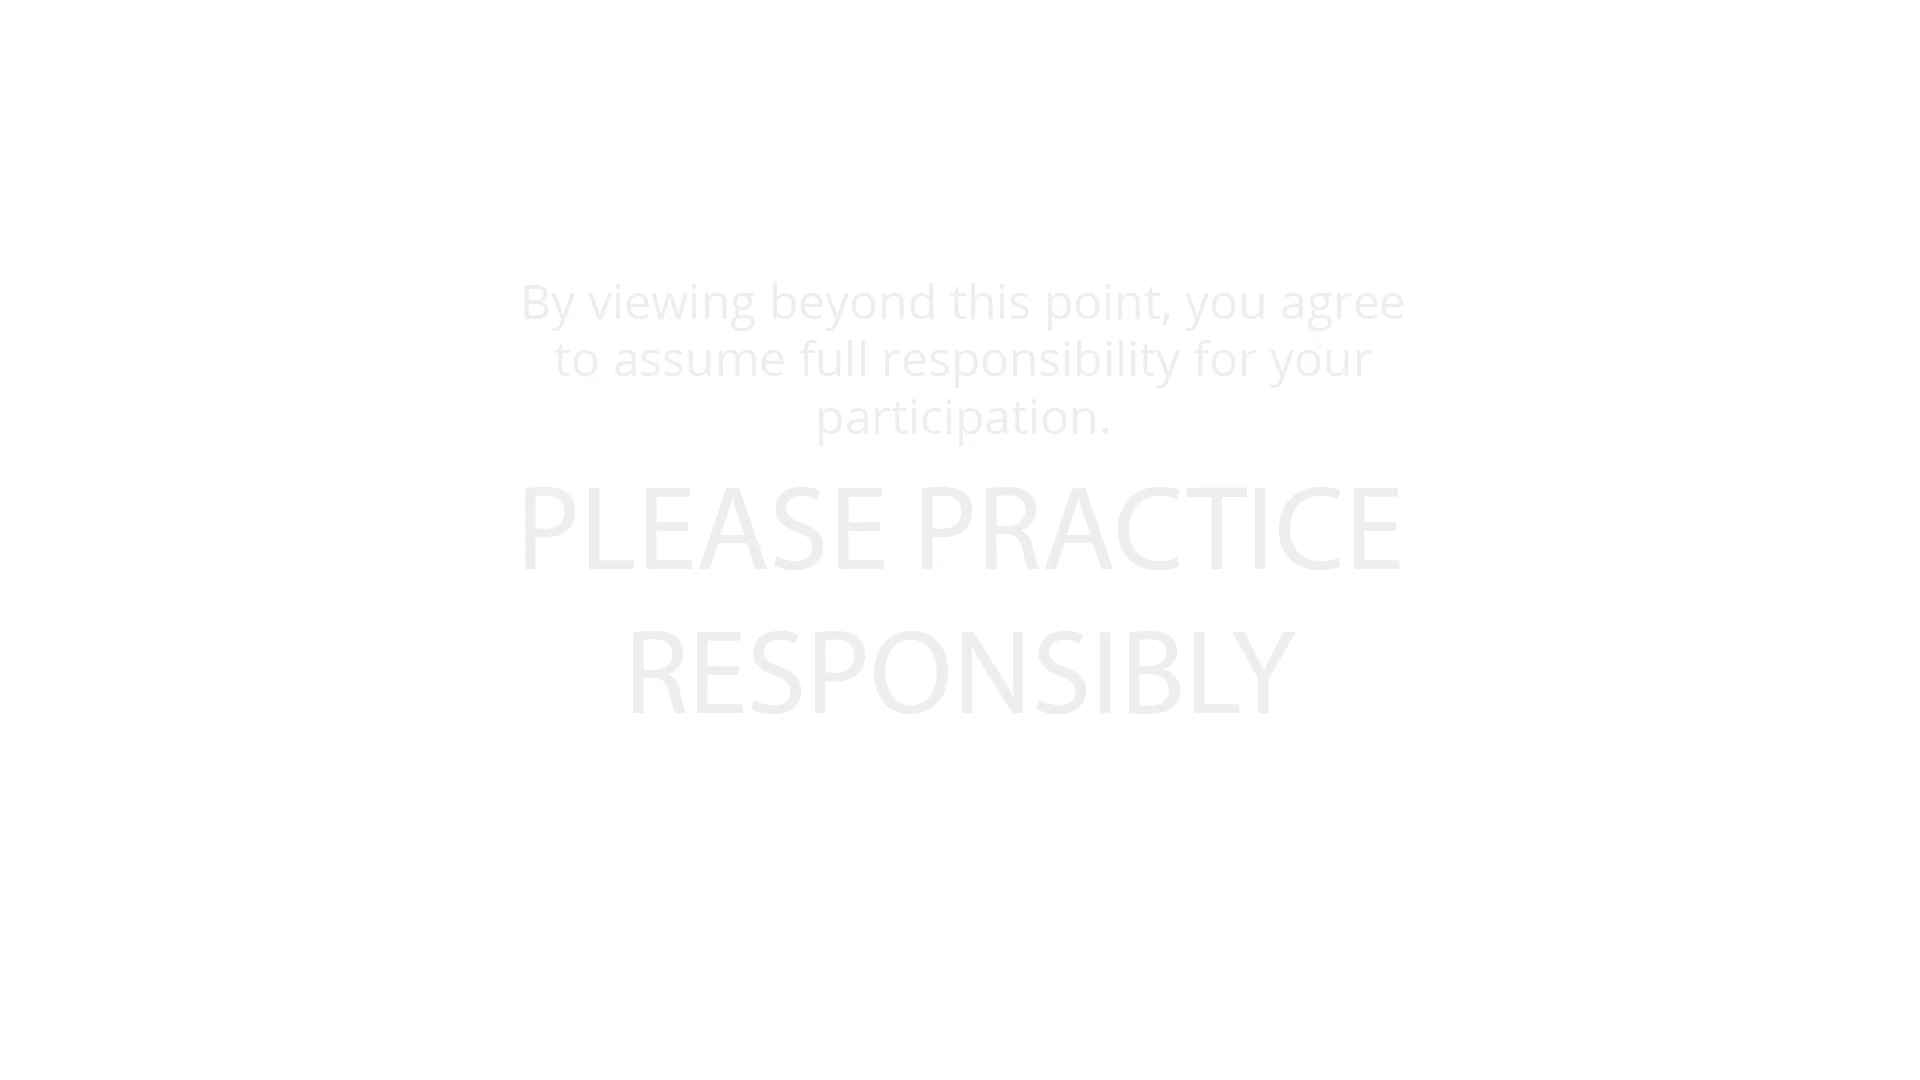 By viewing beyond this point, you agree
to assume full responsibility for your
participation.
PLEASE PRACTICE
RESPONSIBLY